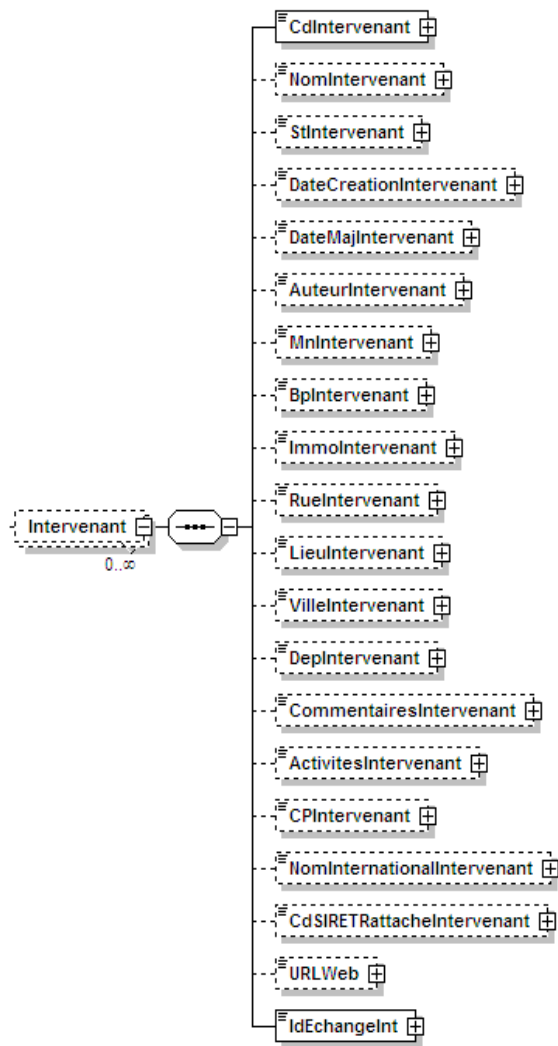 CdIntervenant
NomIntervenant
StIntervenant
DateCreationIntervenant
DateMajIntervenant
AuteurIntervenant
MnIntervenant
BpIntervenant
ImmoIntervenant
RueIntervenant
Intervenant
0..∞
LieuIntervenant
VilleIntervenant
DepIntervenant
CommentairesIntervenant
ActivitesIntervenant
CPIntervenant
NomInternationalIntervenant
CdSIRETRattacheIntervenant
URLWeb
IdEchangeInt